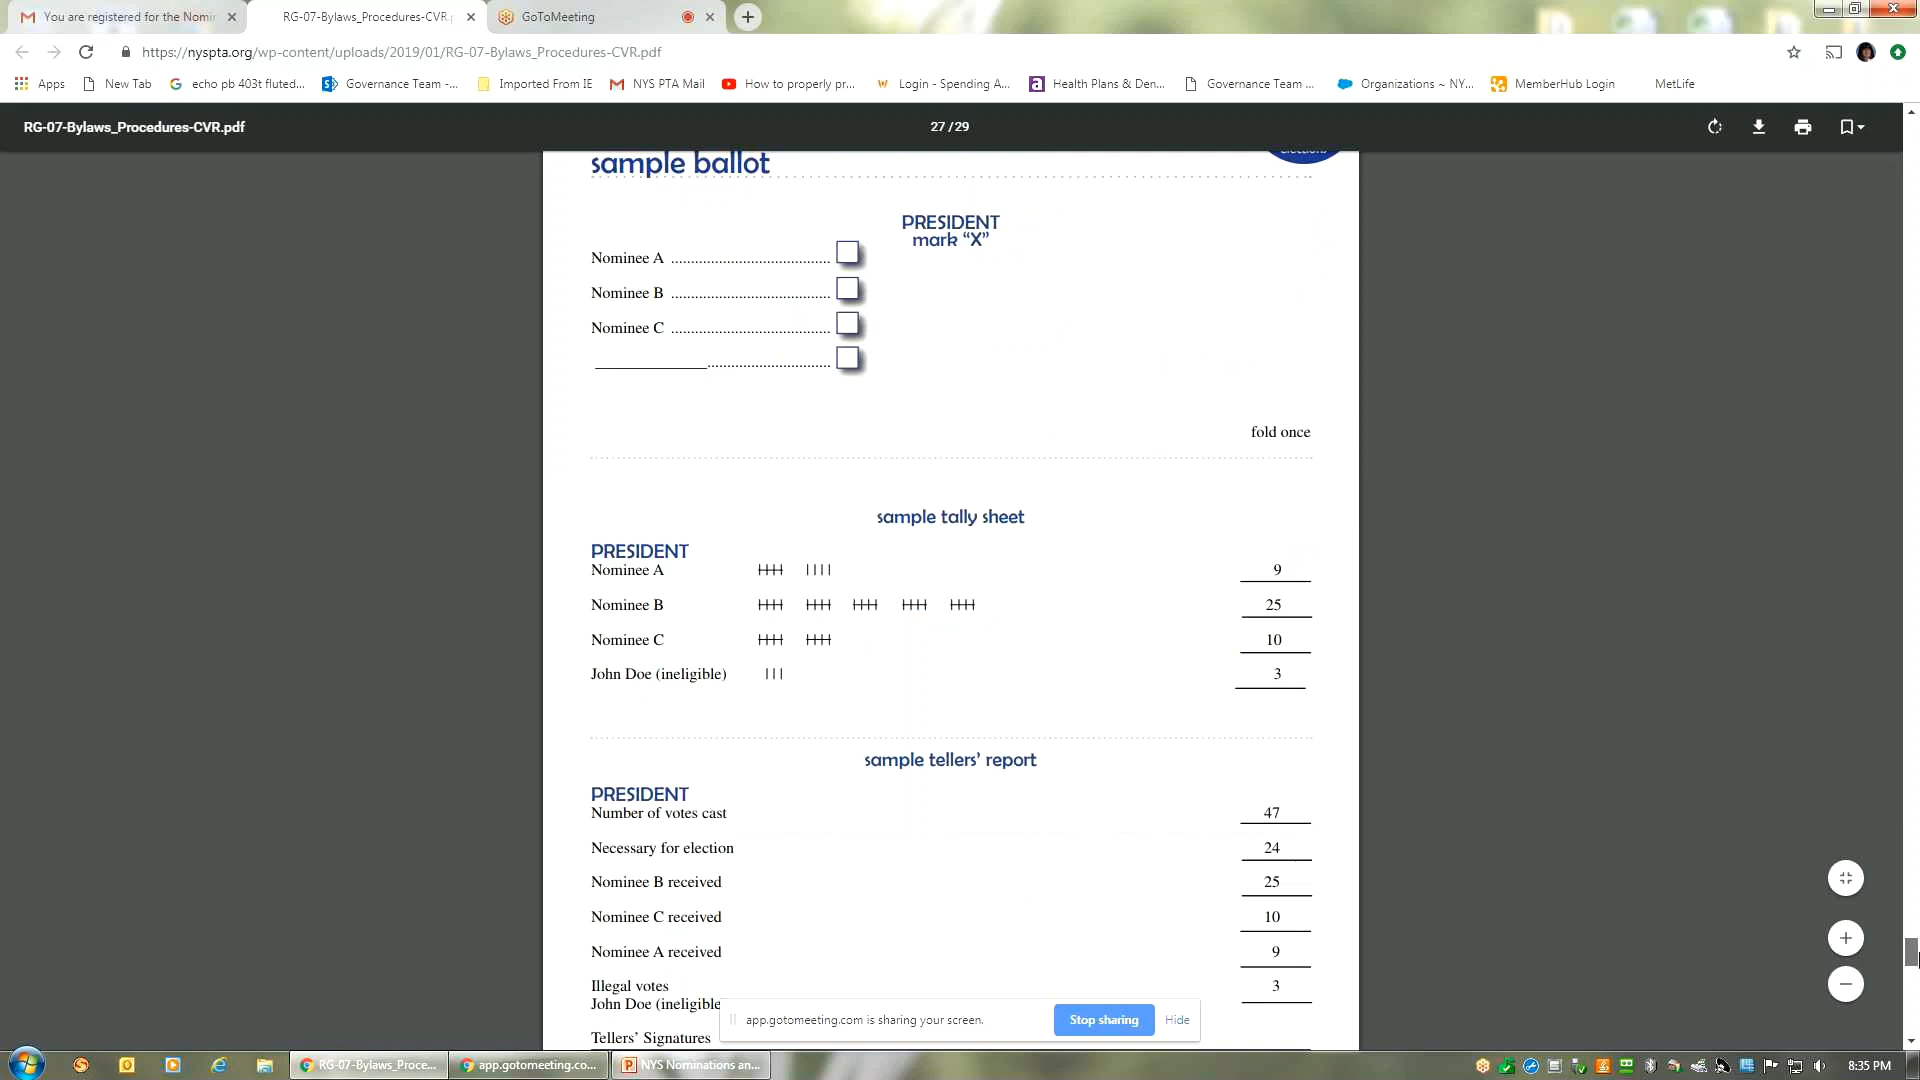 You are registered for the Nomin
RG-07-Bylaws_Procedures-CVR.p
GoToMeeting
https://nyspta.org/wp-content/uploads/2019/01/RG-07-Bylaws_Procedures-CVR.pdf
Apps
New Tab
echo pb 403t fluted...
Governance Team -...
Imported From IE
NYS PTA Mail
How to properly pr...
Login - Spending A...
Health Plans & Den...
Governance Team ...
Organizations ~ NY...
MemberHub Login
MetLife
RG-07-Bylaws_Procedures-CVR.pdf
27 / 29
sample ballot
PRESIDENT
mark “X”
Nominee A ........................................
Nominee B ........................................
Nominee C ........................................
______________...............................
fold once
sample tally sheet
PRESIDENT
Nominee A 9
Nominee B 25
Nominee C 10
John Doe (ineligible) 3
sample tellers’ report
PRESIDENT
Number of votes cast 47
Necessary for election 24
Nominee B received 25
Nominee C received 10
Nominee A received 9
Illegal votes 3
John Doe (ineligible
Tellers’ Signatures
app.gotomeeting.com is sharing your screen.
Stop sharing
Hide
RG-07-Bylaws_Proce...
app.gotomeeting.co...
NYS Nominations an...
8:35 PM